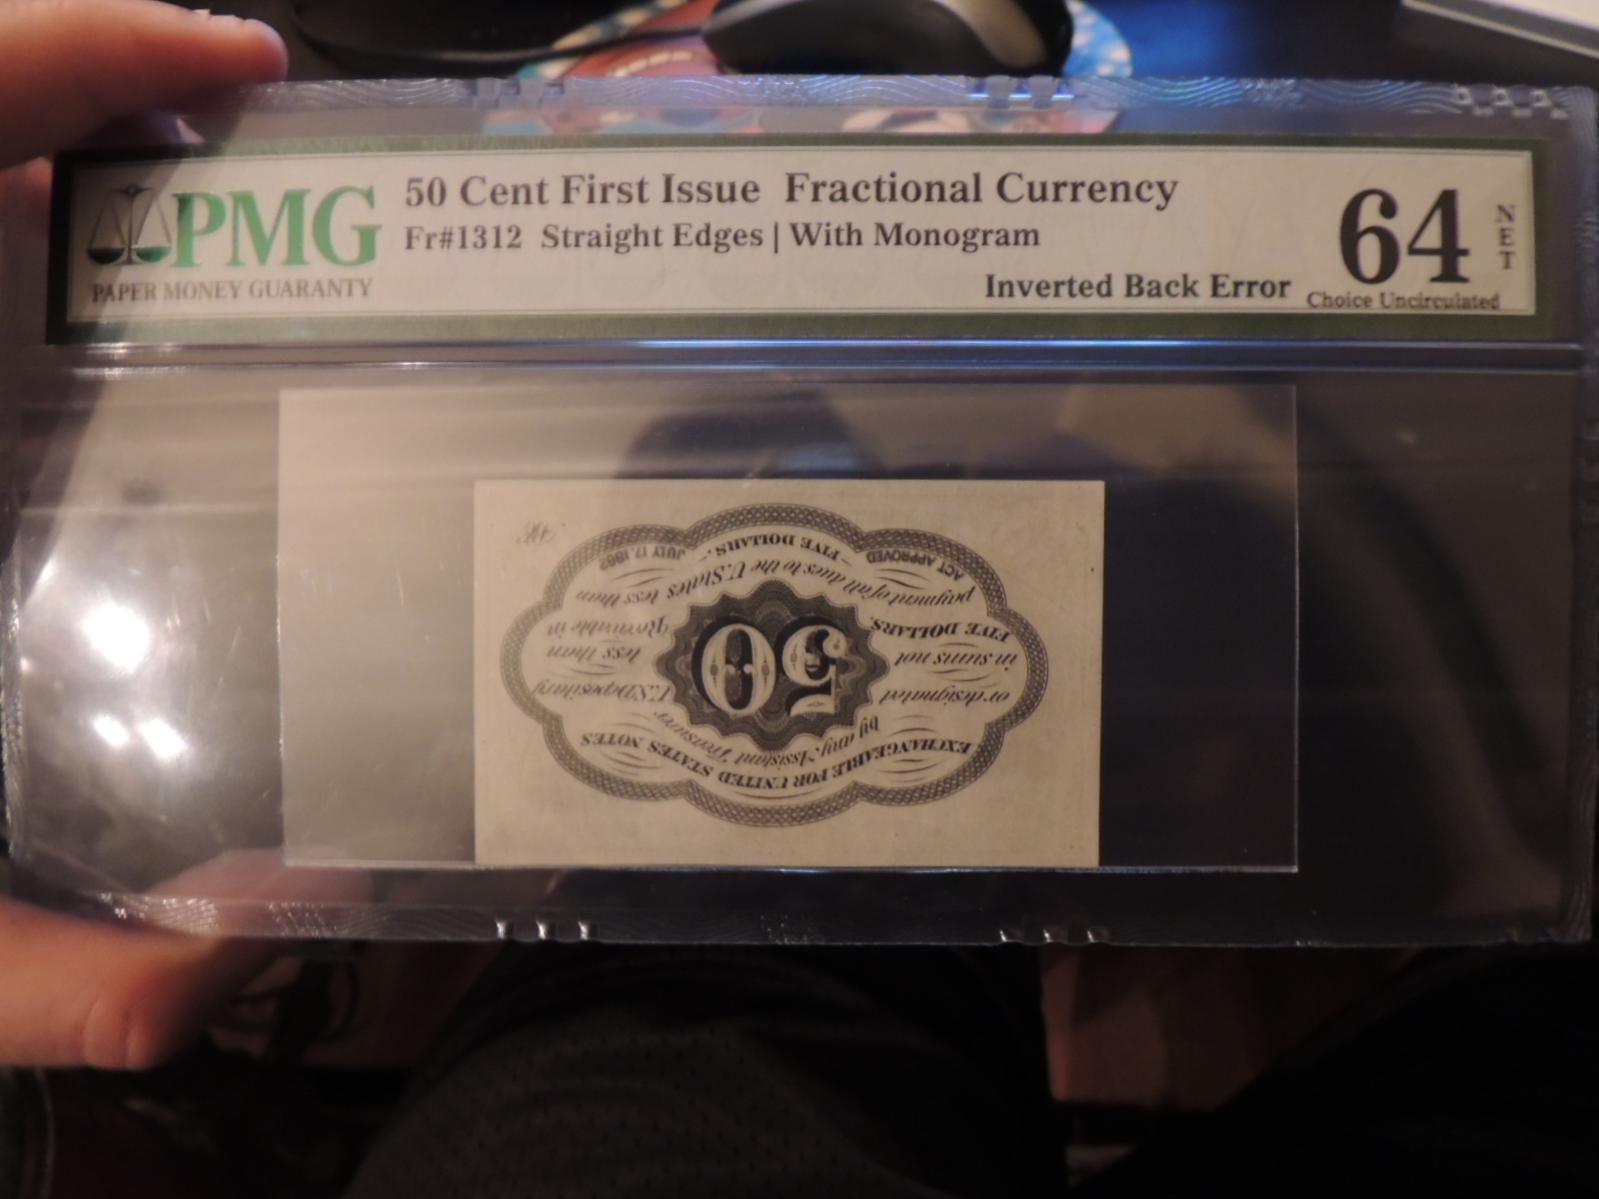 PMG
PAPER MONEY GUARANTY
50 Cent First Issue Fractional Currency
Fr#1312 Straight Edges | With Monogram
Inverted Back Error
64
NET
Choice Uncirculated
EXCHANGEABLE FOR UNITED STATES NOTES
by any Assistant Treasurer
or designated U.S. Depositary
in sums not less than
FIVE DOLLARS. Receivable in
payment of all dues to the U. States less than
FIVE DOLLARS.
ACT APPROVED JULY 17, 1862
50